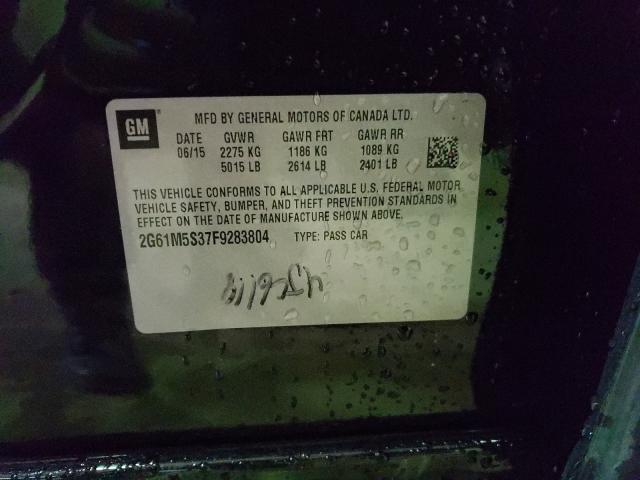 GM
MFD BY GENERAL MOTORS OF CANADA LTD.
DATE GVWR GAWR FRT GAWR RR
06/15 2275 KG 1186 KG 1089 KG
5015 LB 2614 LB 2401 LB
THIS VEHICLE CONFORMS TO ALL APPLICABLE U.S. FEDERAL MOTOR
VEHICLE SAFETY, BUMPER, AND THEFT PREVENTION STANDARDS IN
EFFECT ON THE DATE OF MANUFACTURE SHOWN ABOVE.
2G61M5S37F9283804 TYPE: PASS CAR